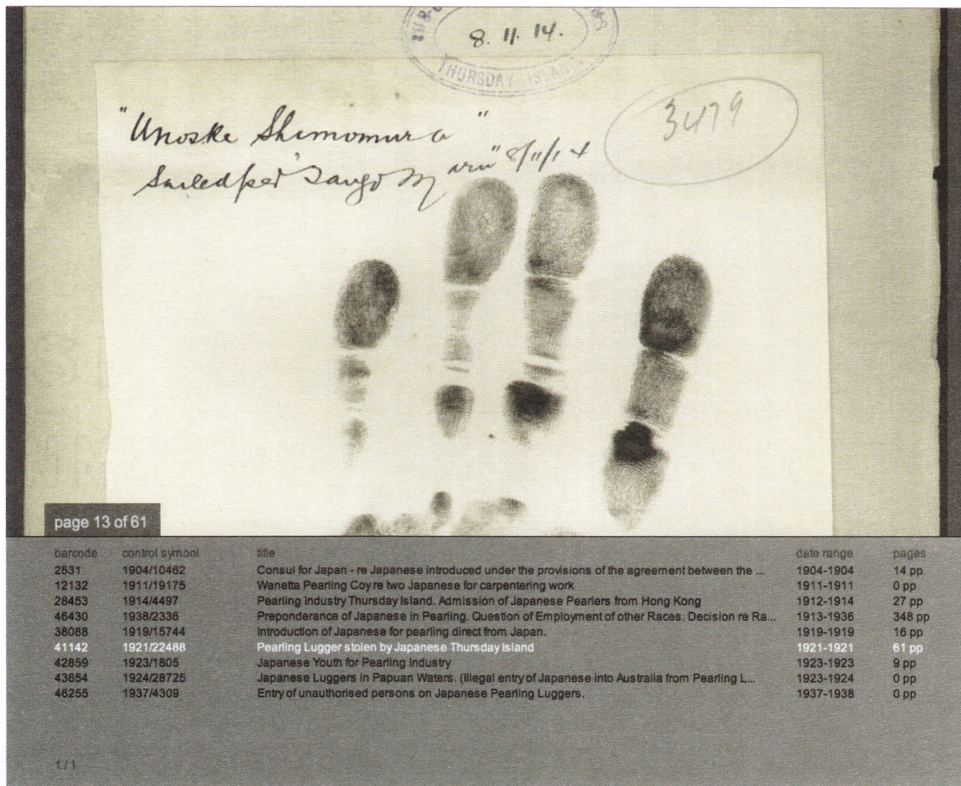 8. 11. 14.
THURSDAY ISLAND
3479
"Unoske Shimomura"
Sailed per "Tango Maru" 8/11/14
page 13 of 61
barcode control symbol title date range pages
2531 1904/10462 Consul for Japan - re Japanese introduced under the provisions of the agreement between the ... 1904-1904 14 pp
12132 1911/19175 Wanetta Pearling Coy re two Japanese for carpentering work 1911-1911 0 pp
28453 1914/4497 Pearling Industry Thursday Island. Admission of Japanese Pearlers from Hong Kong 1912-1914 27 pp
46430 1938/2336 Preponderance of Japanese in Pearling. Question of Employment of other Races. Decision re Ra... 1913-1936 348 pp
38088 1919/15744 Introduction of Japanese for pearling direct from Japan. 1919-1919 16 pp
41142 1921/22488 Pearling Lugger stolen by Japanese Thursday Island 1921-1921 61 pp
42859 1923/1805 Japanese Youth for Pearling Industry 1923-1923 9 pp
43654 1924/28725 Japanese Luggers in Papuan Waters. (Illegal entry of Japanese into Australia from Pearling L... 1923-1924 0 pp
46255 1937/4309 Entry of unauthorised persons on Japanese Pearling Luggers. 1937-1938 0 pp
1 / 1